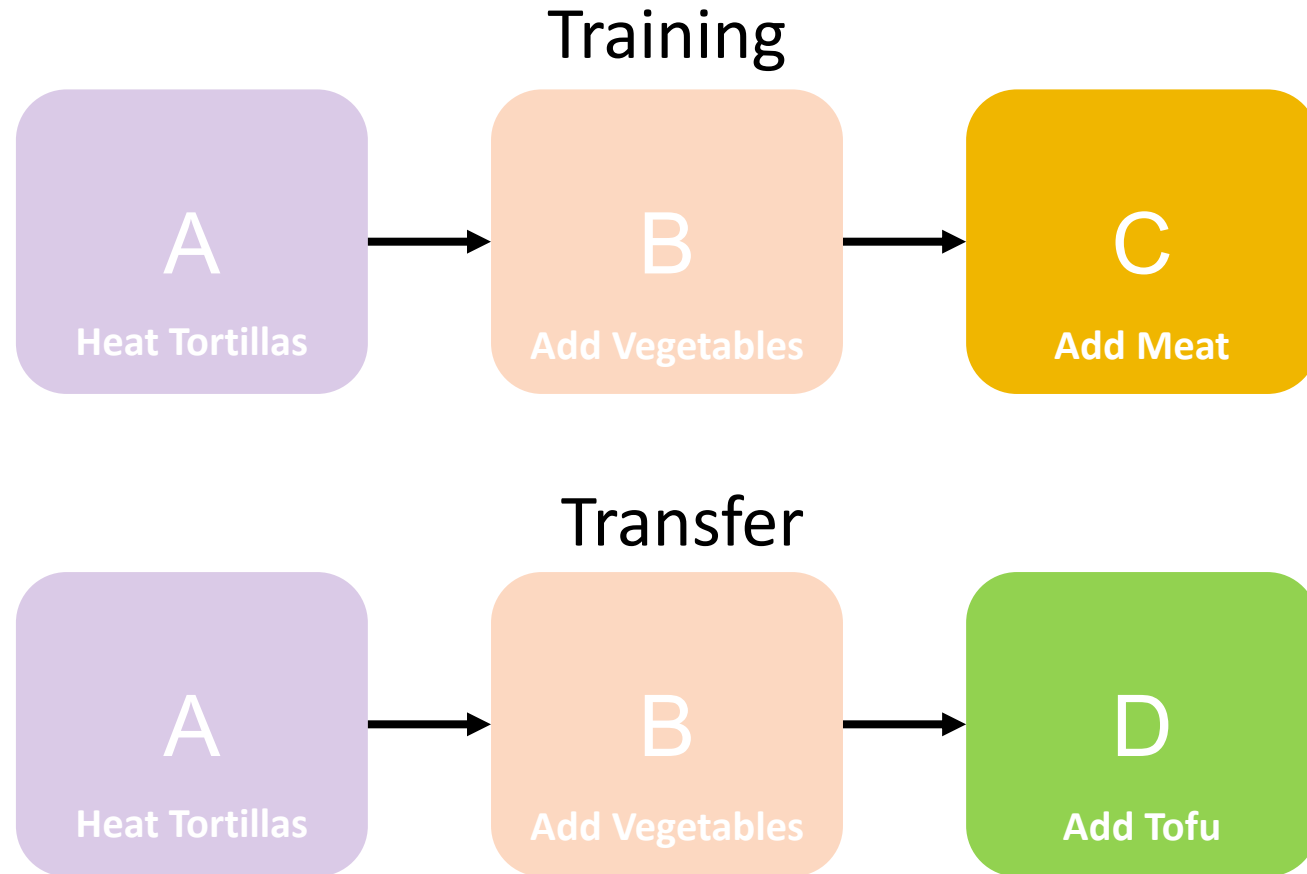 Training
A
B
C
Heat Tortillas
Add Vegetables
Add Meat
Transfer
A
B
D
Heat Tortillas
Add Vegetables
Add Tofu